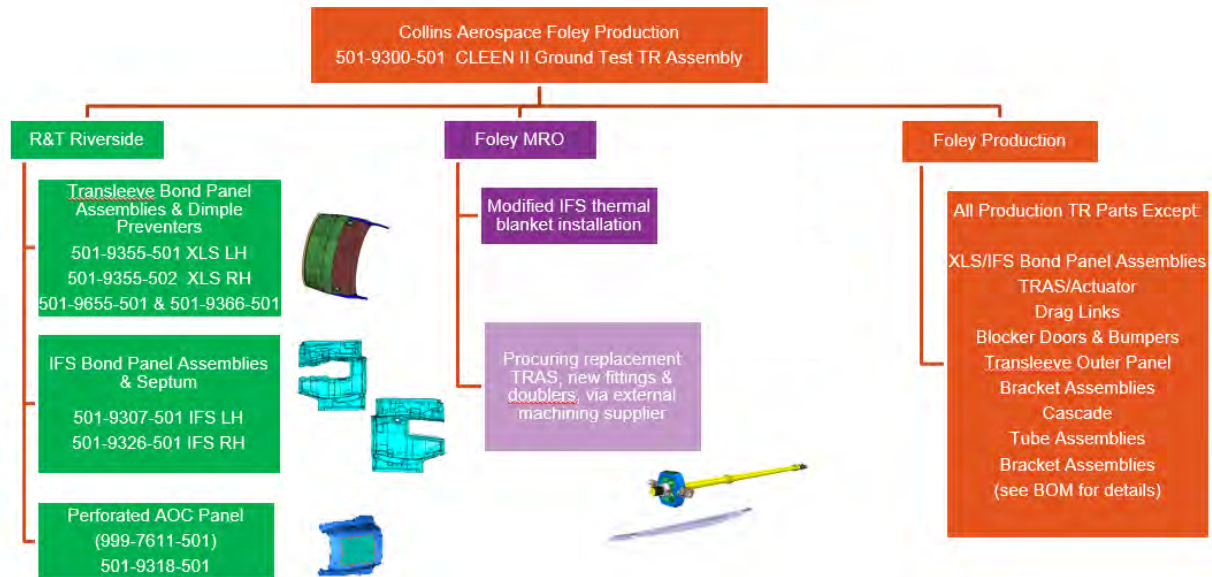 Collins Aerospace Foley Production
501-9300-501 CLEEN II Ground Test TR Assembly
R&T Riverside
Transleeve Bond Panel
Assemblies & Dimple
Preventers
501-9355-501 XLS LH
501-9355-502 XLS RH
501-9655-501 & 501-9366-501
IFS Bond Panel Assemblies
& Septum
501-9307-501 IFS LH
501-9326-501 IFS RH
Perforated AOC Panel
(999-7611-501)
501-9318-501
Foley MRO
Modified IFS thermal
blanket installation
Procuring replacement
TRAS, new fittings &
doublers, via external
machining supplier
Foley Production
All Production TR Parts Except:
XLS/IFS Bond Panel Assemblies
TRAS/Actuator
Drag Links
Blocker Doors & Bumpers
Transleeve Outer Panel
Bracket Assemblies
Cascade
Tube Assemblies
Bracket Assemblies
(see BOM for details)